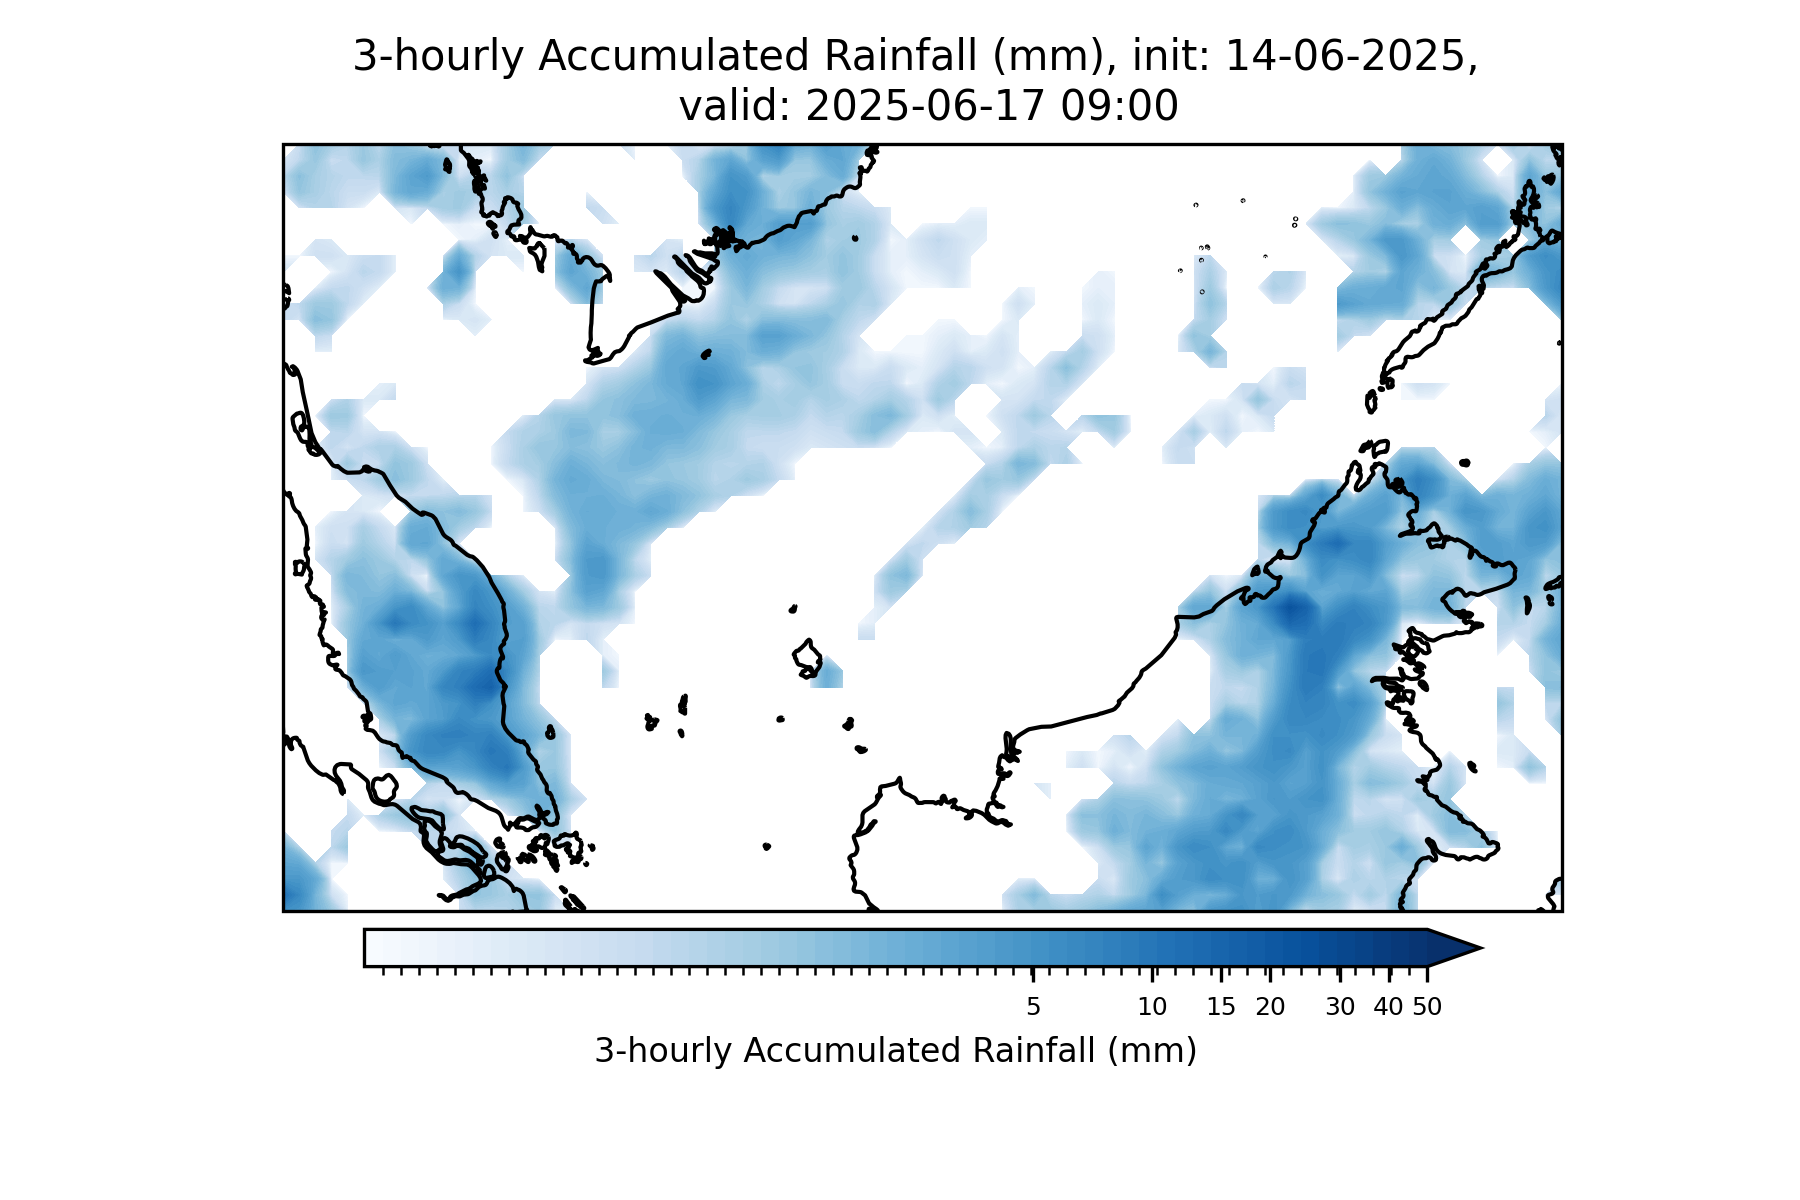 3-hourly Accumulated Rainfall (mm), init: 14-06-2025,
valid: 2025-06-17 09:00
5 10 15 20 30 40 50
3-hourly Accumulated Rainfall (mm)